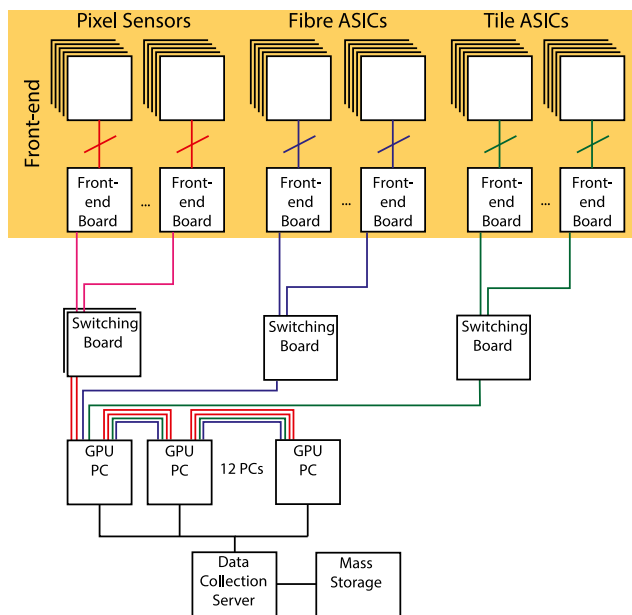 Pixel Sensors
Fibre ASICs
Tile ASICs
Front-end
Front-
end
Board
...
Front-
end
Board
Front-
end
Board
...
Front-
end
Board
Front-
end
Board
...
Front-
end
Board
Switching
Board
Switching
Board
Switching
Board
GPU
PC
GPU
PC
12 PCs
GPU
PC
Data
Collection
Server
Mass
Storage